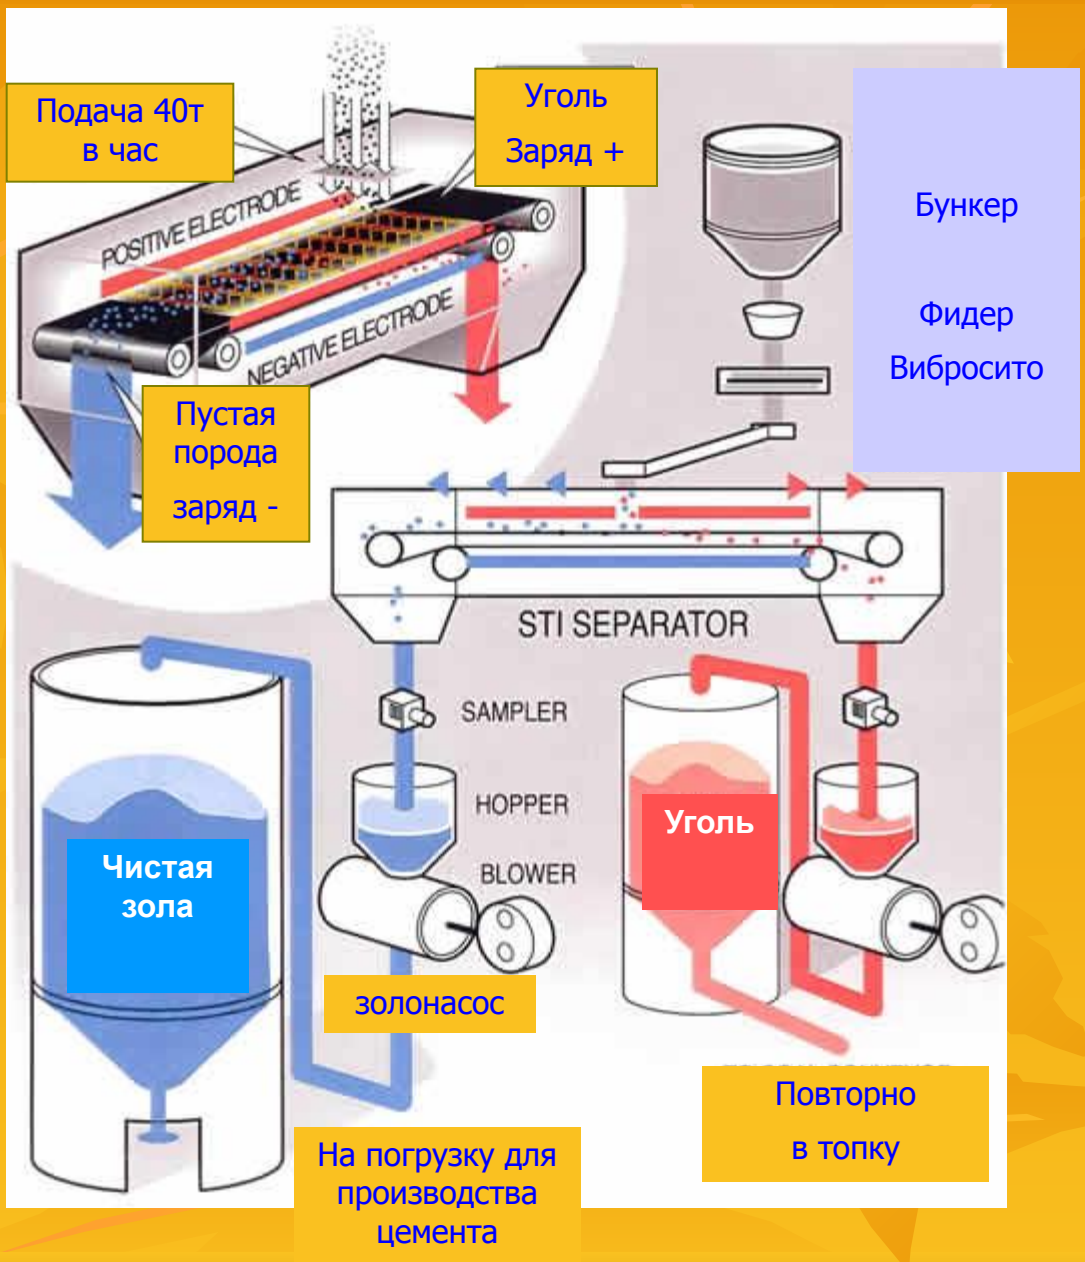 Подача 40т
в час
Уголь
Заряд +
POSITIVE ELECTRODE
NEGATIVE ELECTRODE
Пустая
порода
заряд -
Бункер
Фидер
Вибросито
STI SEPARATOR
SAMPLER
HOPPER
BLOWER
Чистая
зола
Уголь
золонасос
Повторно
в топку
На погрузку для
производства
цемента